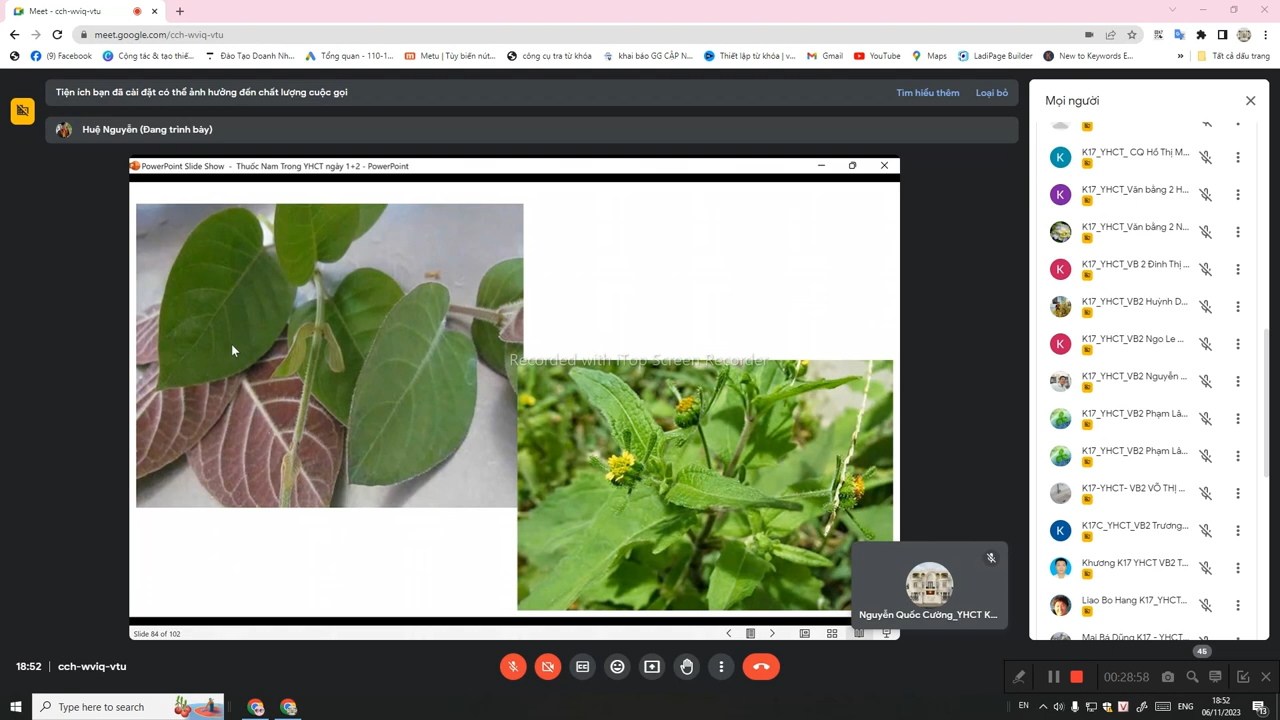 Meet - cch-wviq-vtu
meet.google.com/cch-wviq-vtu
(3) Facebook
Công tác & tạo thiế...
Đào Tạo Doanh Nh...
Tổng quan - 110-1...
Metu | Tùy biến nút...
công cụ tra từ khóa
khai báo GG CẬP N...
Thiết lập từ khóa | v...
Gmail
YouTube
Maps
LadiPage Builder
New to Keywords E...
»
Tất cả dấu trang
Tiện ích bạn đã cài đặt có thể ảnh hưởng đến chất lượng cuộc gọi
Tìm hiểu thêm
Loại bỏ
Huệ Nguyễn (Đang trình bày)
PowerPoint Slide Show - Thuốc Nam Trong YHCT ngày 1+2 - PowerPoint
Recorded with iTop Screen Recorder
Nguyễn Quốc Cường_YHCT K...
Slide 84 of 102
Mọi người
K
K17_YHCT_ CQ Hồ Thị M...
K
K17_YHCT_Văn bằng 2 H...
K17_YHCT_Văn bằng 2 N...
K
K17_YHCT_VB 2 Đinh Thị ...
K17_YHCT_VB2 Huỳnh D...
K
K17_YHCT_VB2 Ngo Le ...
K17_YHCT_VB2 Nguyễn ...
K17_YHCT_VB2 Phạm Lâ...
K17_YHCT_VB2 Phạm Lâ...
K17-YHCT- VB2 VÕ THỊ ...
K
K17C_YHCT_VB2 Trương...
Khương K17 YHCT VB2 T...
Liao Bo Hang K17_YHCT...
Mai Bá Dũng K17 - YHCT...
45
18:52
cch-wviq-vtu
00:28:58
Type here to search
EN
V
ENG
18:52
06/11/2023
13